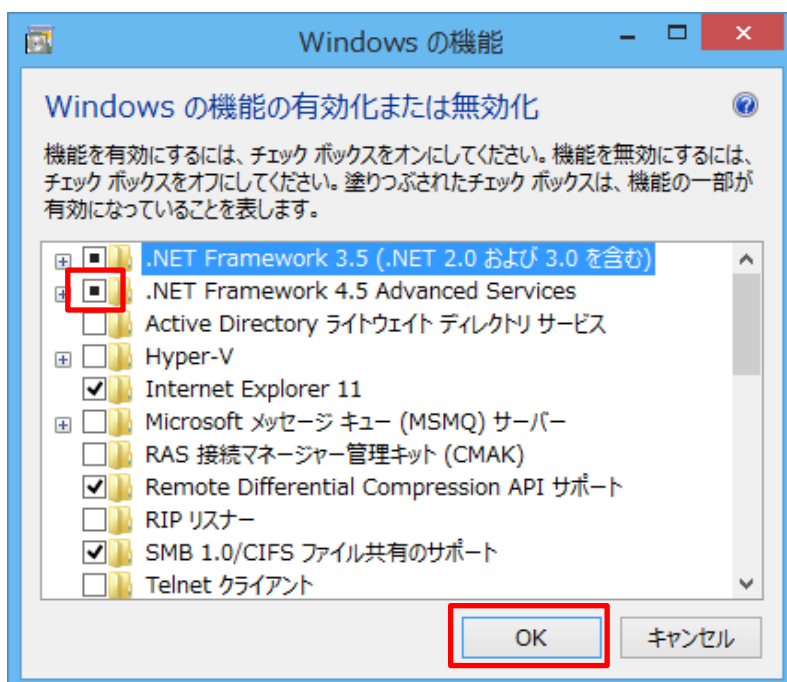 Windows の機能
Windows の機能の有効化または無効化
機能を有効にするには、チェック ボックスをオンにしてください。機能を無効にするには、
チェック ボックスをオフにしてください。塗りつぶされたチェック ボックスは、機能の一部が
有効になっていることを表します。
.NET Framework 3.5 (.NET 2.0 および 3.0 を含む)
.NET Framework 4.5 Advanced Services
Active Directory ライトウェイト ディレクトリ サービス
Hyper-V
Internet Explorer 11
Microsoft メッセージ キュー (MSMQ) サーバー
RAS 接続マネージャー管理キット (CMAK)
Remote Differential Compression API サポート
RIP リスナー
SMB 1.0/CIFS ファイル共有のサポート
Telnet クライアント
OK キャンセル